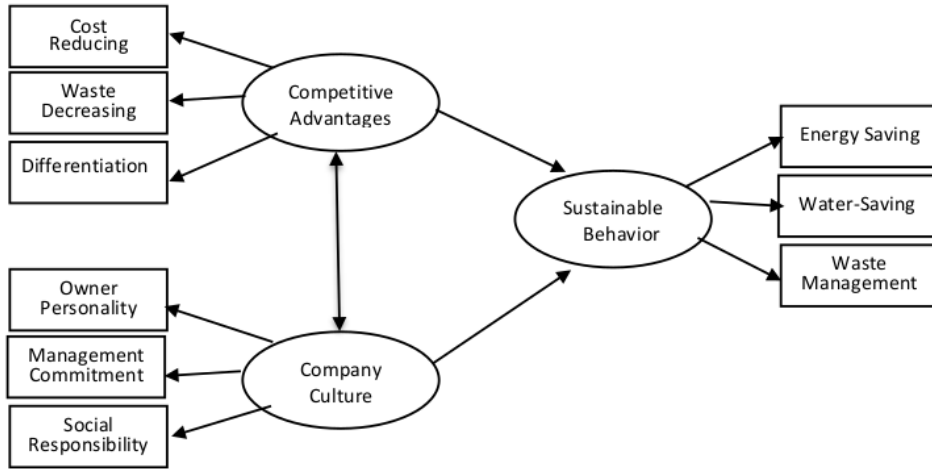 Cost
Reducing
Waste
Decreasing
Differentiation
Competitive
Advantages
Owner
Personality
Management
Commitment
Social
Responsibility
Company
Culture
Sustainable
Behavior
Energy Saving
Water-Saving
Waste
Management